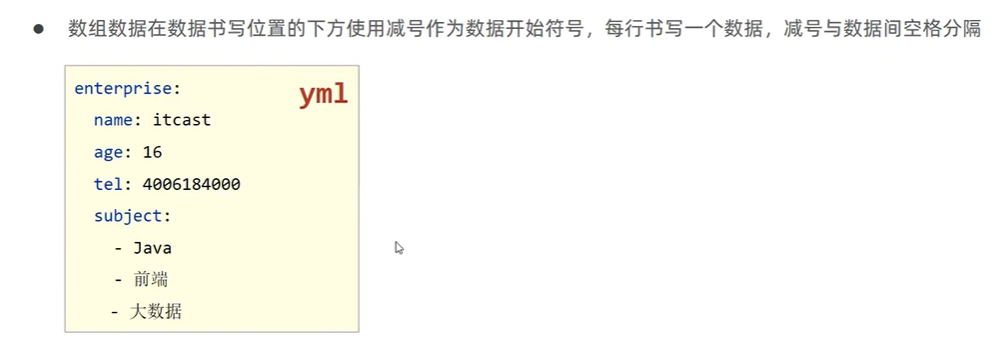 ● 数组数据在数据书写位置的下方使用减号作为数据开始符号，每行书写一个数据，减号与数据间空格分隔
yml
enterprise:
  name: itcast
  age: 16
  tel: 4006184000
  subject:
    - Java
    - 前端
    - 大数据